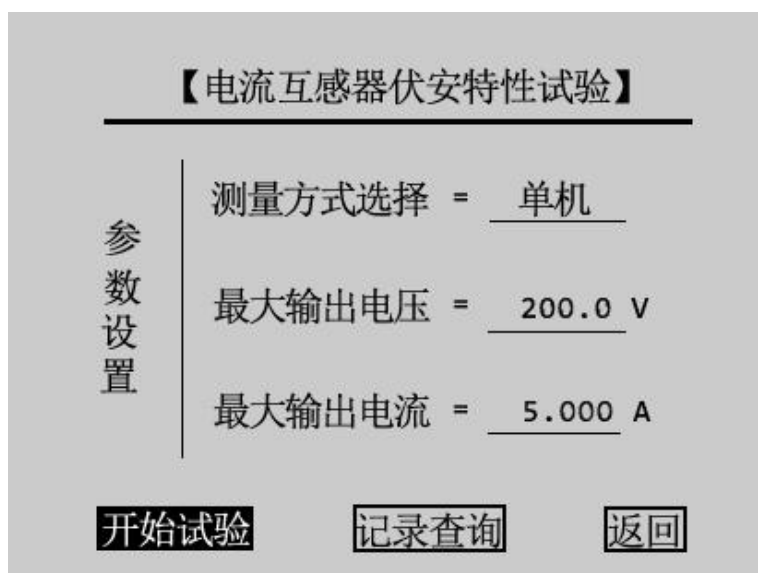 【电流互感器伏安特性试验】
参数设置
测量方式选择 = 单机
最大输出电压 = 200.0 V
最大输出电流 = 5.000 A
开始试验 记录查询 返回